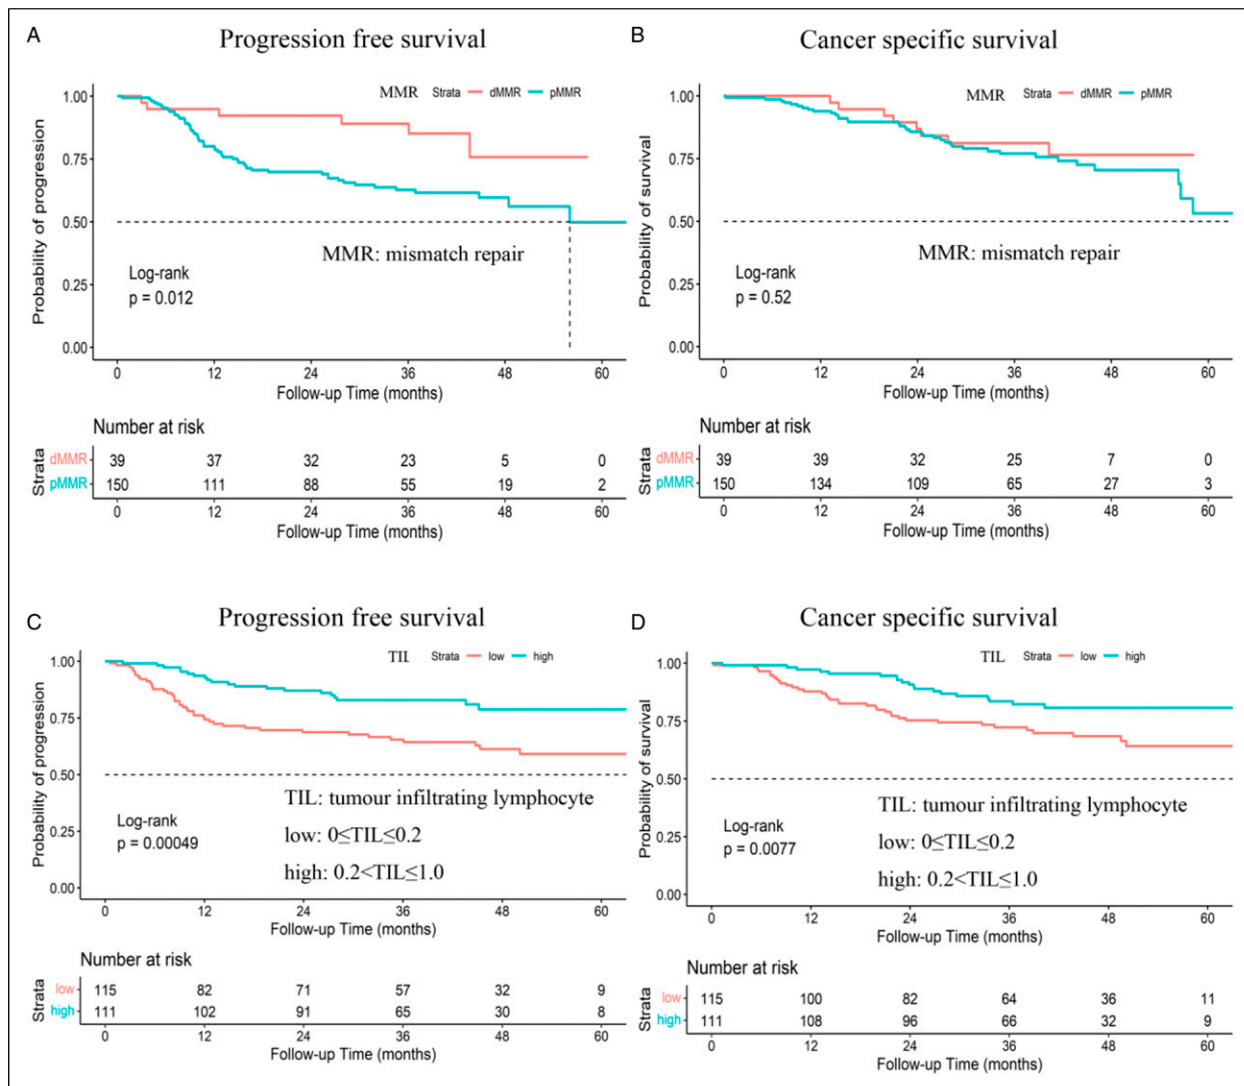 A
Progression free survival
MMR Strata dMMR pMMR
Probability of progression
1.00
0.75
0.50
0.25
0.00
MMR: mismatch repair
Log-rank
p = 0.012
0 12 24 36 48 60
Follow-up Time (months)
Number at risk
Strata
dMMR 39 37 32 23 5 0
pMMR 150 111 88 55 19 2
0 12 24 36 48 60
Follow-up Time (months)
B
Cancer specific survival
MMR Strata dMMR pMMR
Probability of survival
1.00
0.75
0.50
0.25
0.00
MMR: mismatch repair
Log-rank
p = 0.52
0 12 24 36 48 60
Follow-up Time (months)
Number at risk
Strata
dMMR 39 39 32 25 7 0
pMMR 150 134 109 65 27 3
0 12 24 36 48 60
Follow-up Time (months)
C
Progression free survival
TIL Strata low high
Probability of progression
1.00
0.75
0.50
0.25
0.00
TIL: tumour infiltrating lymphocyte
Log-rank
p = 0.00049
low: 0≤TIL≤0.2
high: 0.2<TIL≤1.0
0 12 24 36 48 60
Follow-up Time (months)
Number at risk
Strata
low 115 82 71 57 32 9
high 111 102 91 65 30 8
0 12 24 36 48 60
Follow-up Time (months)
D
Cancer specific survival
TIL Strata low high
Probability of survival
1.00
0.75
0.50
0.25
0.00
TIL: tumour infiltrating lymphocyte
Log-rank
p = 0.0077
low: 0≤TIL≤0.2
high: 0.2<TIL≤1.0
0 12 24 36 48 60
Follow-up Time (months)
Number at risk
Strata
low 115 100 82 64 36 11
high 111 108 96 66 32 9
0 12 24 36 48 60
Follow-up Time (months)